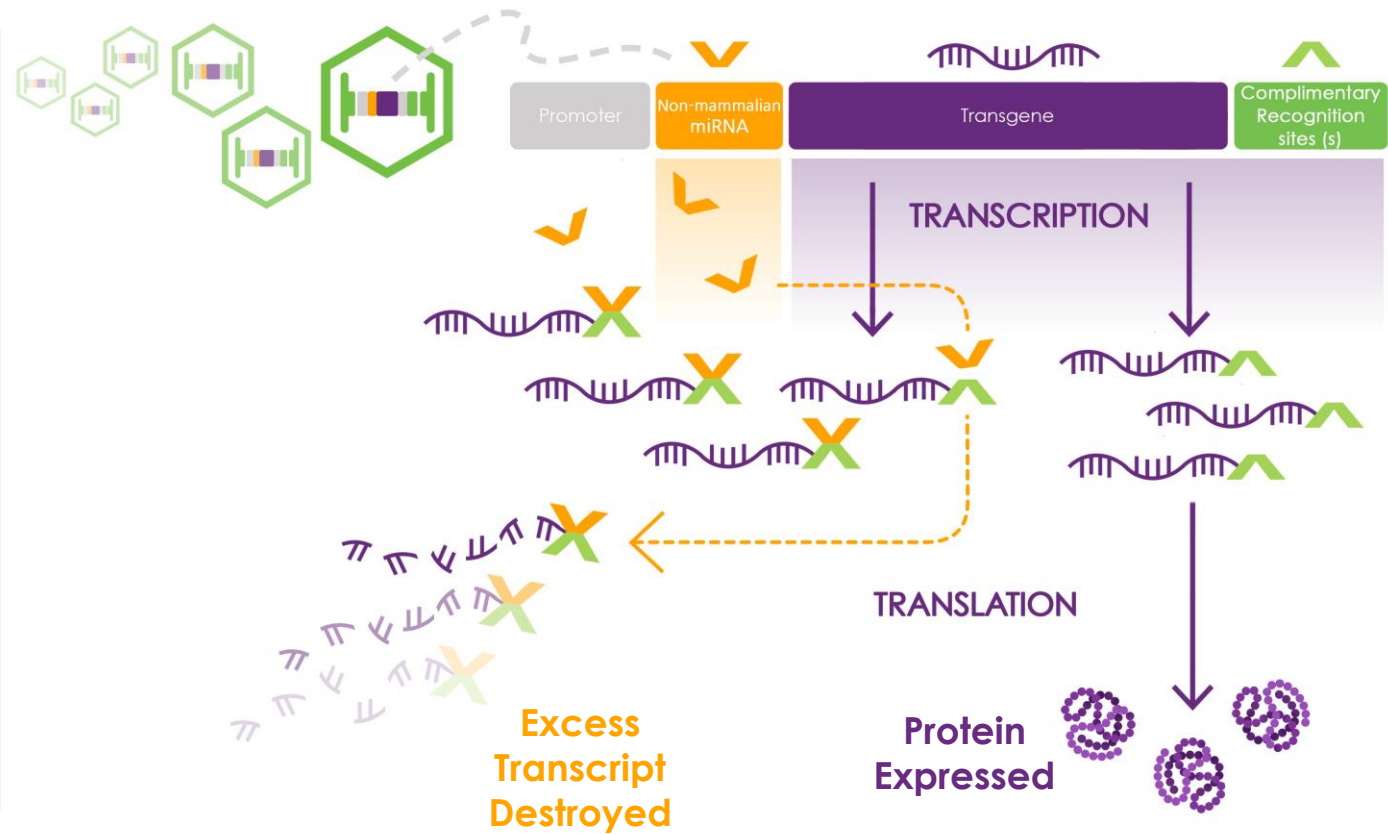 Promoter
Non-mammalian
miRNA
Transgene
Complimentary
Recognition
sites (s)
TRANSCRIPTION
TRANSLATION
Excess
Transcript
Destroyed
Protein
Expressed